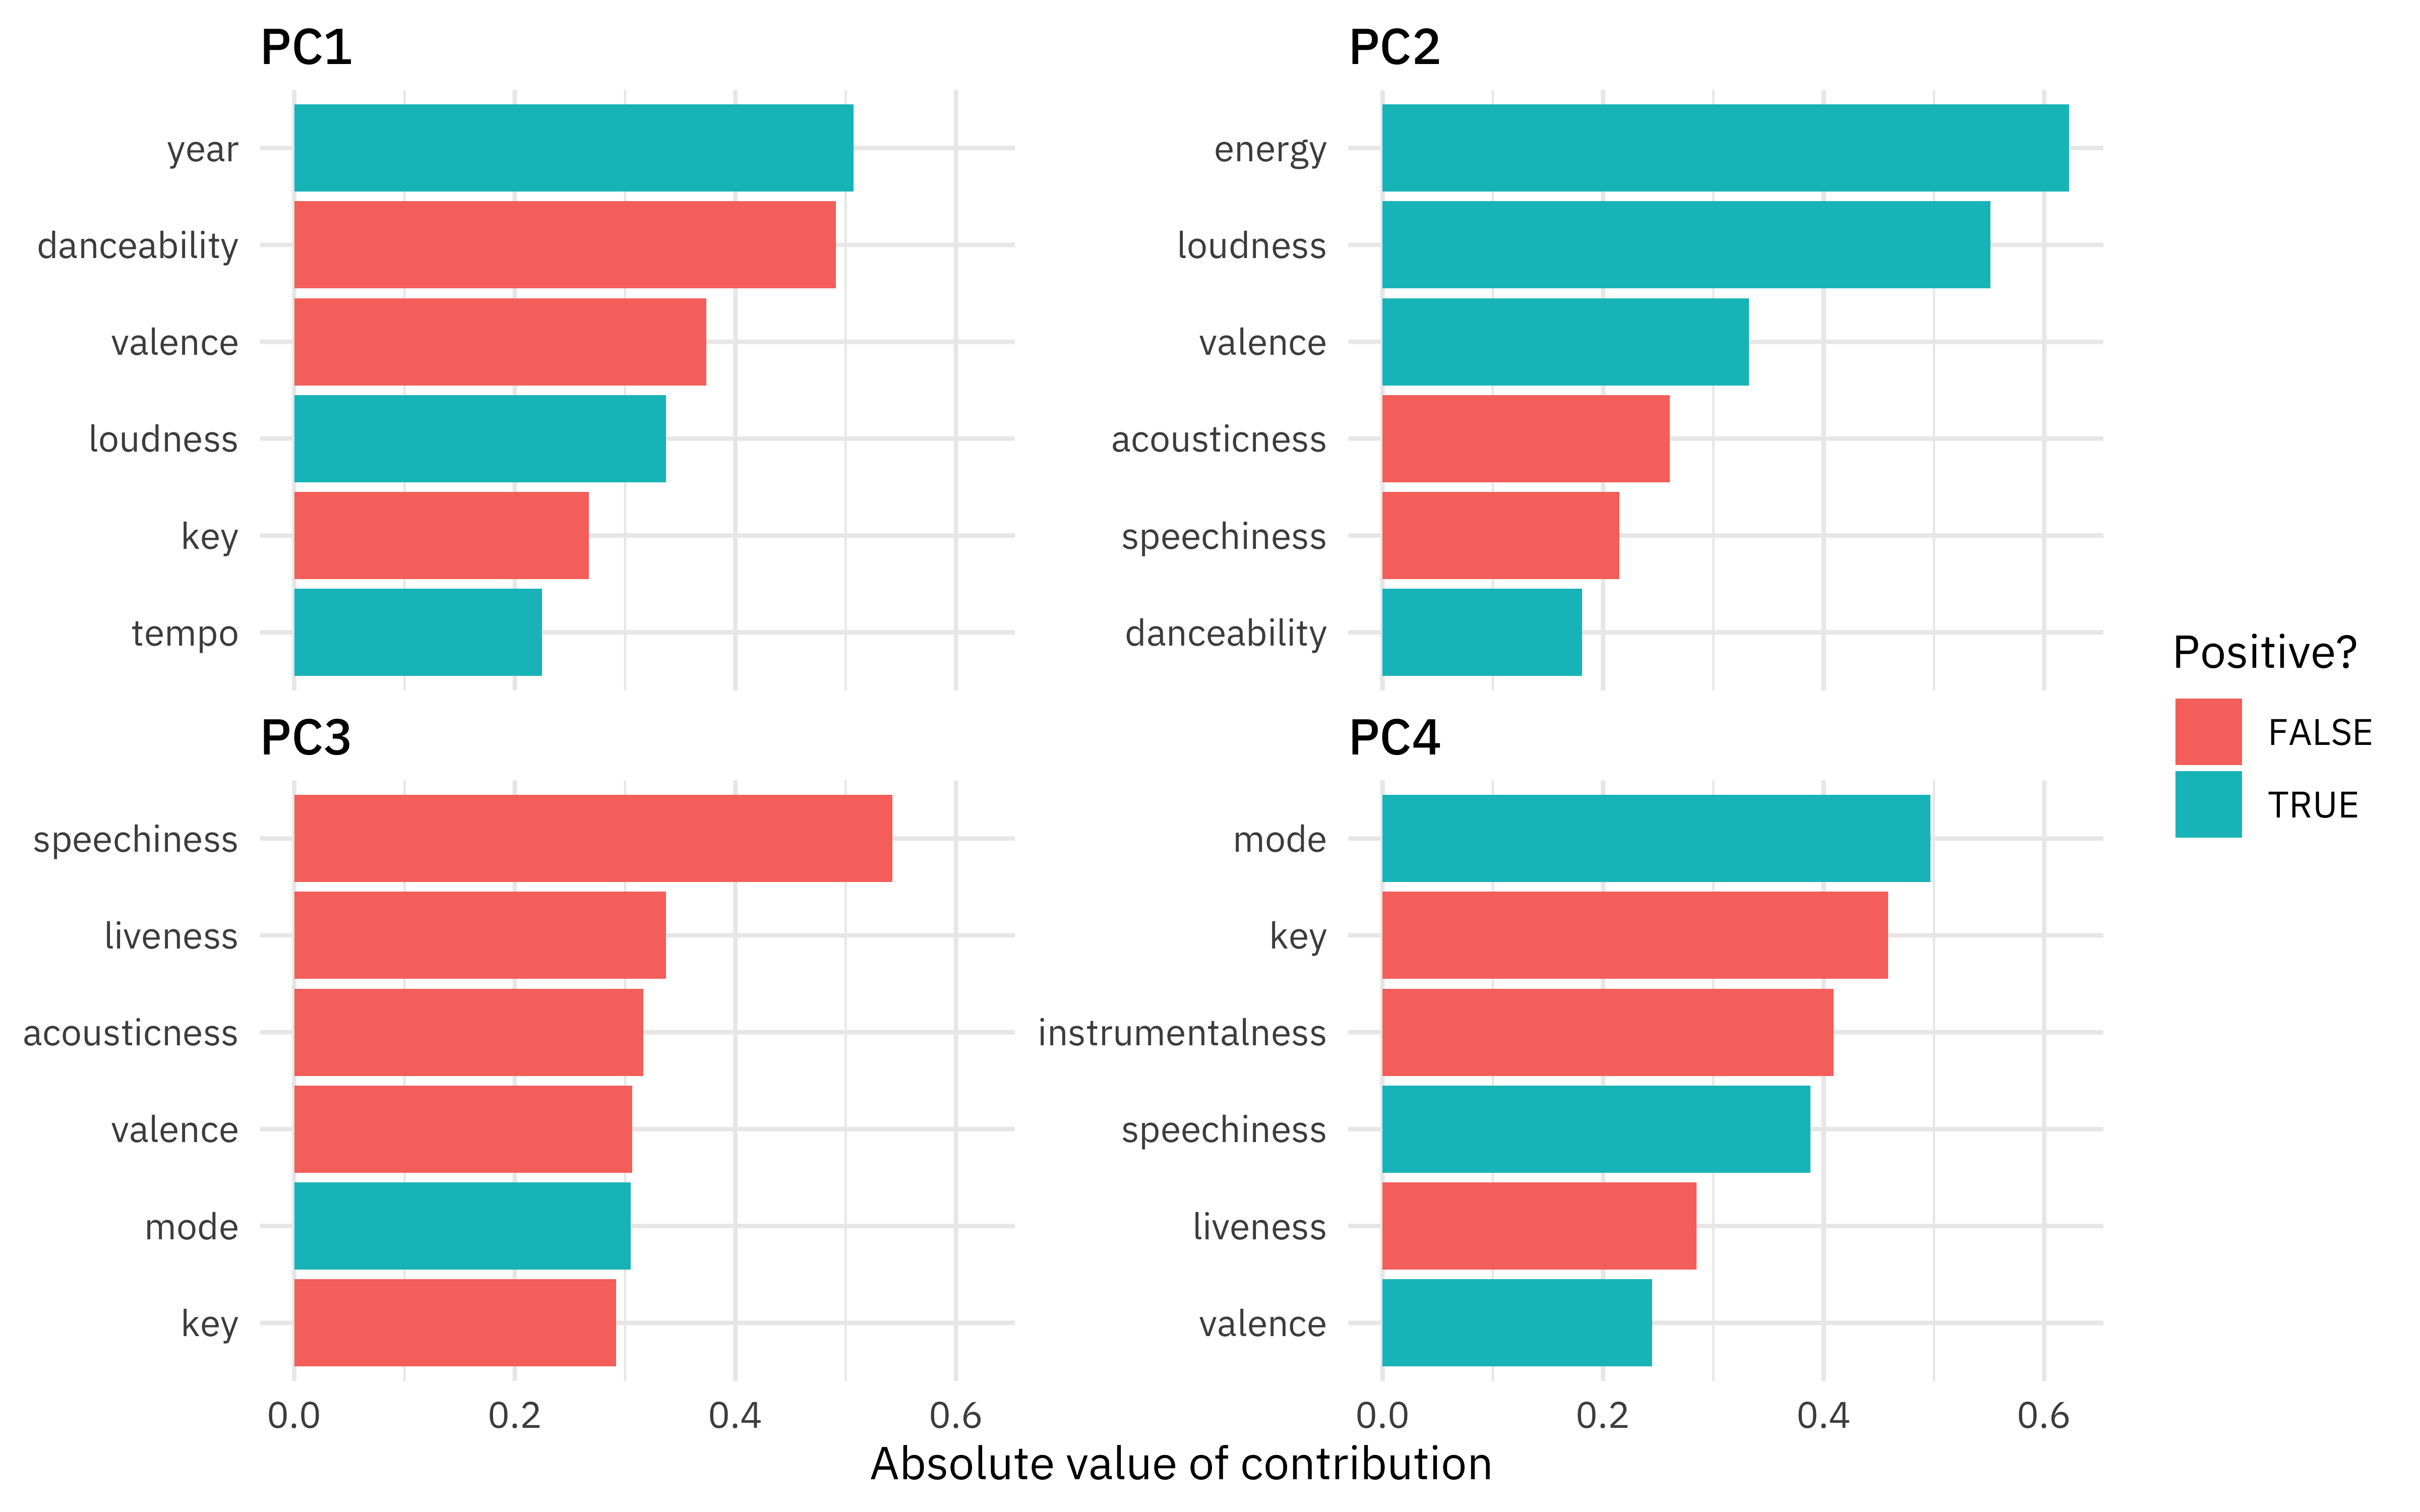 PC1
year
danceability
valence
loudness
key
tempo
PC2
energy
loudness
valence
acousticness
speechiness
danceability
PC3
speechiness
liveness
acousticness
valence
mode
key
0.0 0.2 0.4 0.6
PC4
mode
key
instrumentalness
speechiness
liveness
valence
0.0 0.2 0.4 0.6
Absolute value of contribution
Positive?
FALSE
TRUE